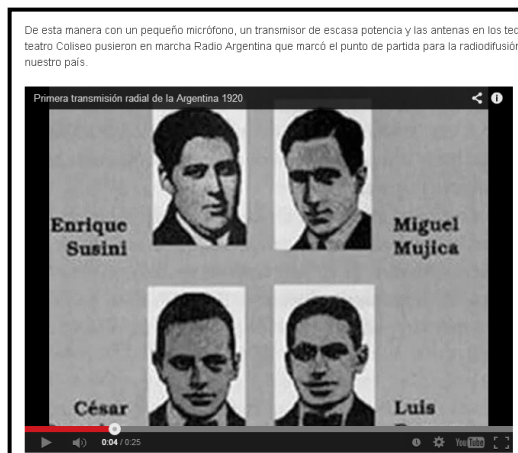 De esta manera con un pequeño micrófono, un transmisor de escasa potencia y las antenas en los
teatro Coliseo pusieron en marcha Radio Argentina que marcó el punto de partida para la
nuestro país.
Primera transmisión radial de la Argentina 1920
Enrique
Susini
Miguel
Mujica
César
Luis
0:04 / 0:25
YouTube